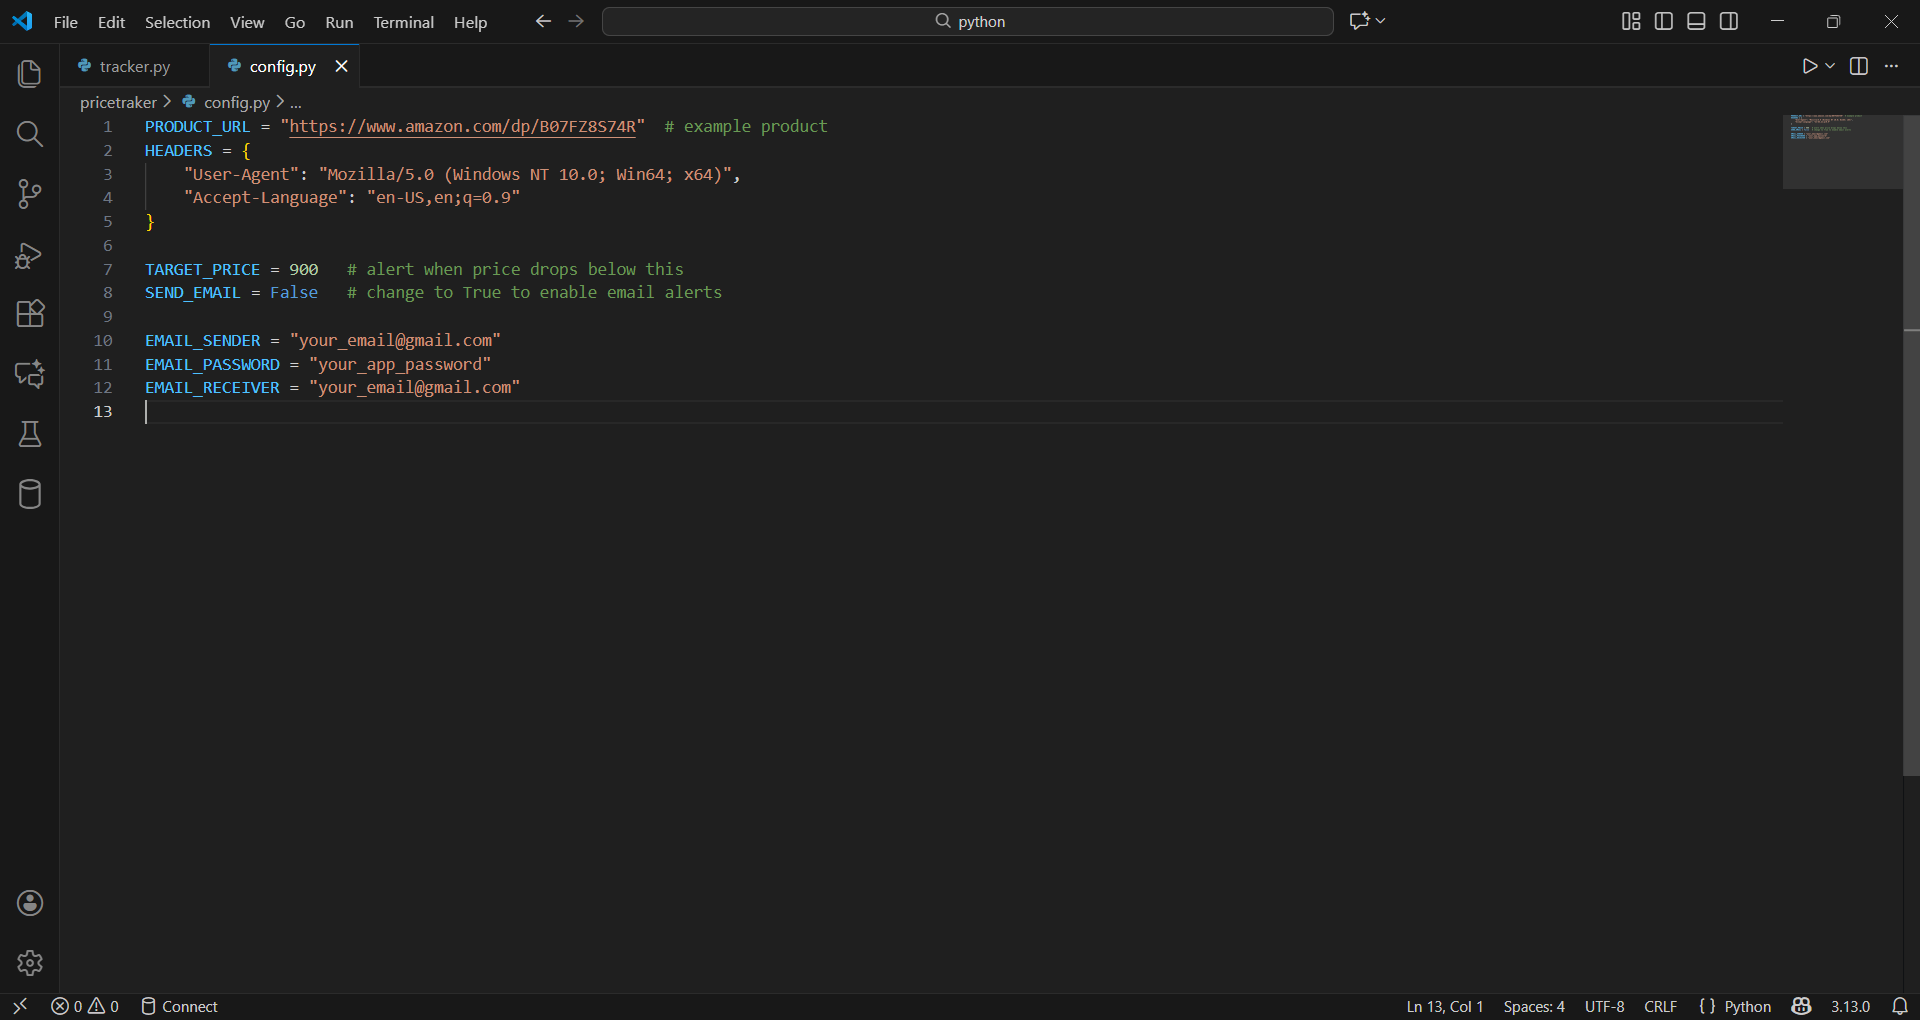 File Edit Selection View Go Run Terminal Help python
tracker.py config.py
pricetraker > config.py > ...
1 PRODUCT_URL = "https://www.amazon.com/dp/B07FZ8S74R"  # example product
2 HEADERS = {
3     "User-Agent": "Mozilla/5.0 (Windows NT 10.0; Win64; x64)",
4     "Accept-Language": "en-US,en;q=0.9"
5 }
6
7 TARGET_PRICE = 900   # alert when price drops below this
8 SEND_EMAIL = False   # change to True to enable email alerts
9
10 EMAIL_SENDER = "your_email@gmail.com"
11 EMAIL_PASSWORD = "your_app_password"
12 EMAIL_RECEIVER = "your_email@gmail.com"
13
0 0 Connect Ln 13, Col 1 Spaces: 4 UTF-8 CRLF {} Python 3.13.0